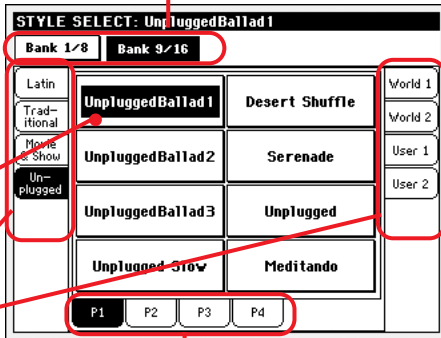 STYLE SELECT: UnpluggedBallad1
Bank 1/8 Bank 9/16
Latin
Trad-
itional
Movie
& Show
Un-
plugged
UnpluggedBallad1 Desert Shuffle
UnpluggedBallad2 Serenade
UnpluggedBallad3 Unplugged
Unplugged Slow Meditando
World 1
World 2
User 1
User 2
P1 P2 P3 P4